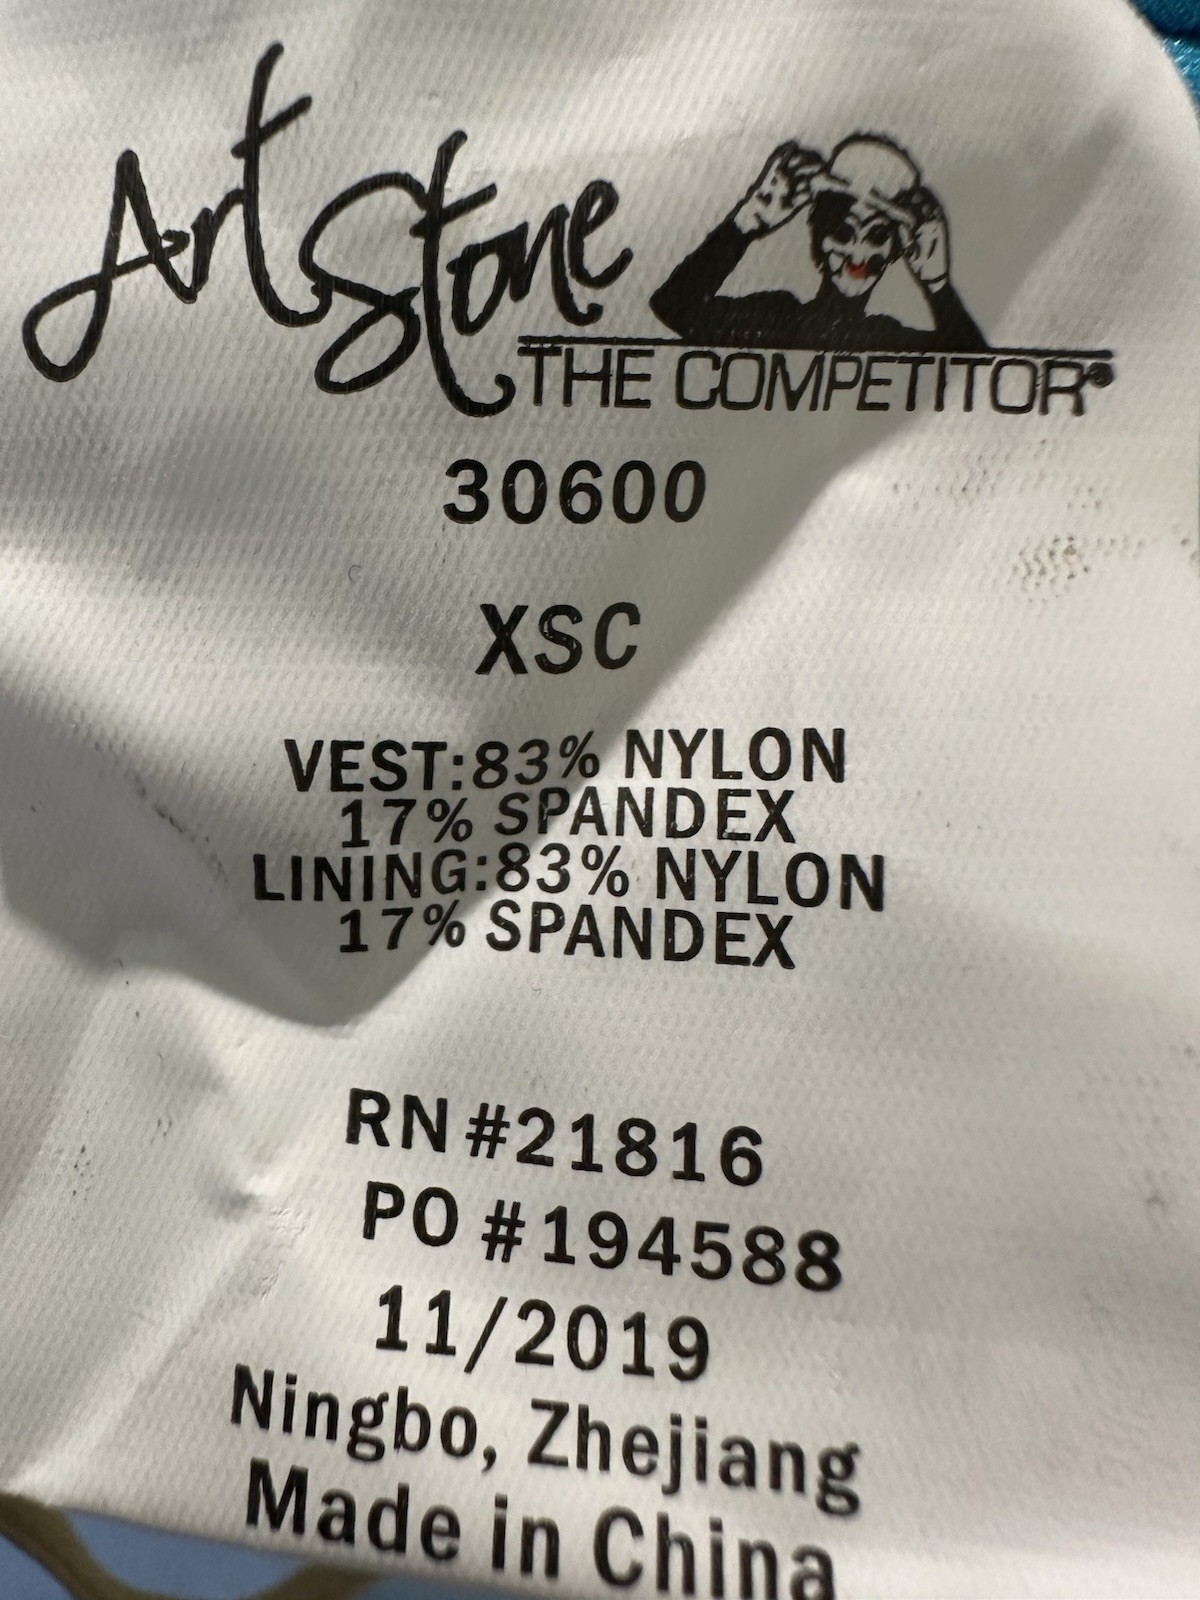 Art Stone
THE COMPETITOR®
30600
XSC
VEST:83% NYLON
17% SPANDEX
LINING:83% NYLON
17% SPANDEX
RN #21816
PO #194588
11/2019
Ningbo, Zhejiang
Made in China